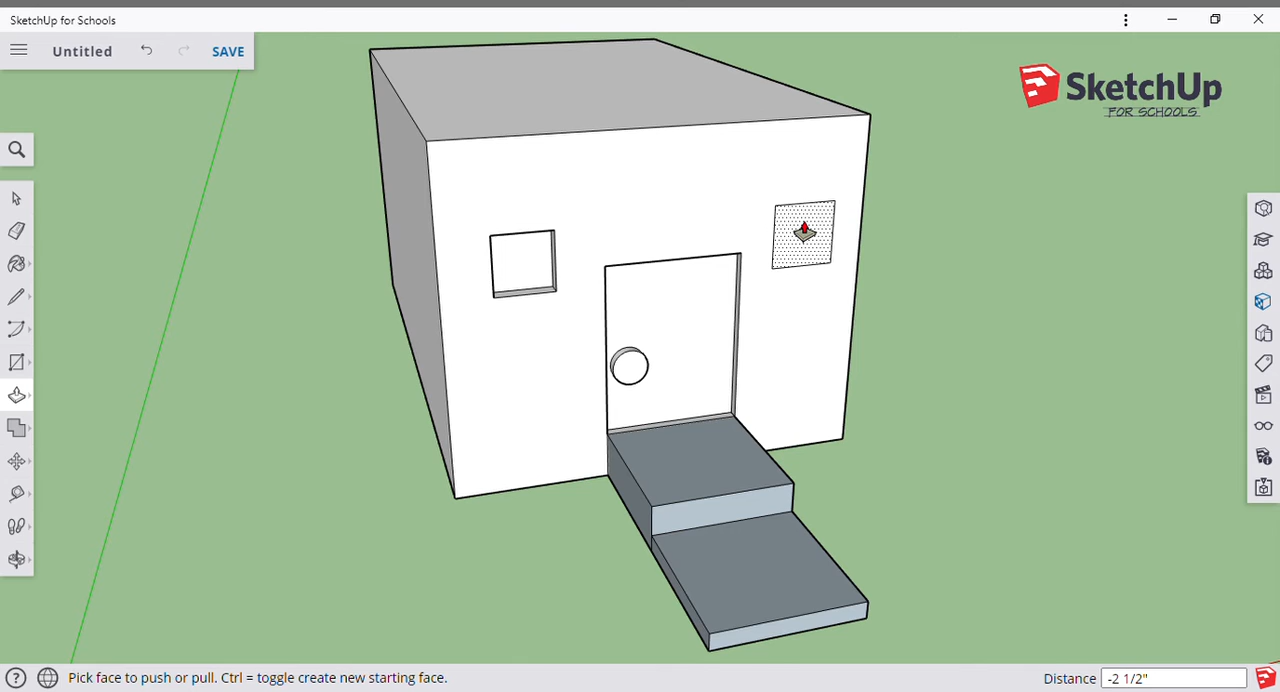 SketchUp for Schools
Untitled
SAVE
SketchUp
FOR SCHOOLS
Pick face to push or pull. Ctrl = toggle create new starting face.
Distance
-2 1/2"